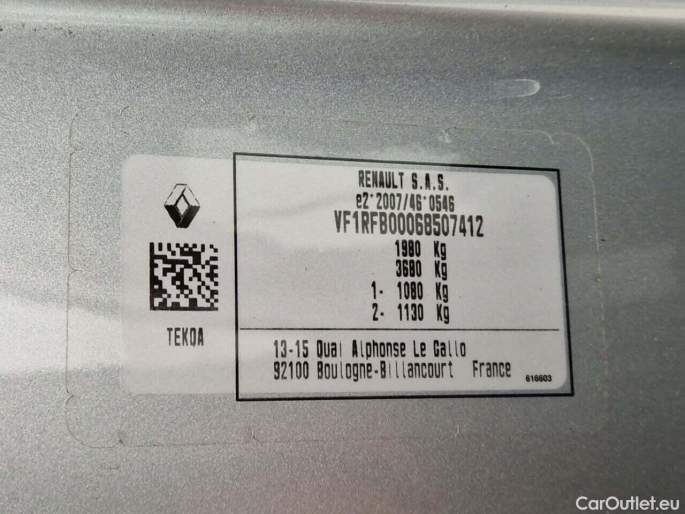 RENAULT S.A.S.
e2*2007/46*0546
VF1RFB00068507412
1980 Kg
3680 Kg
1- 1080 Kg
2- 1130 Kg
TEKOA
13-15 Quai Alphonse Le Gallo
92100 Boulogne-Billancourt France
616603
CarOutlet.eu